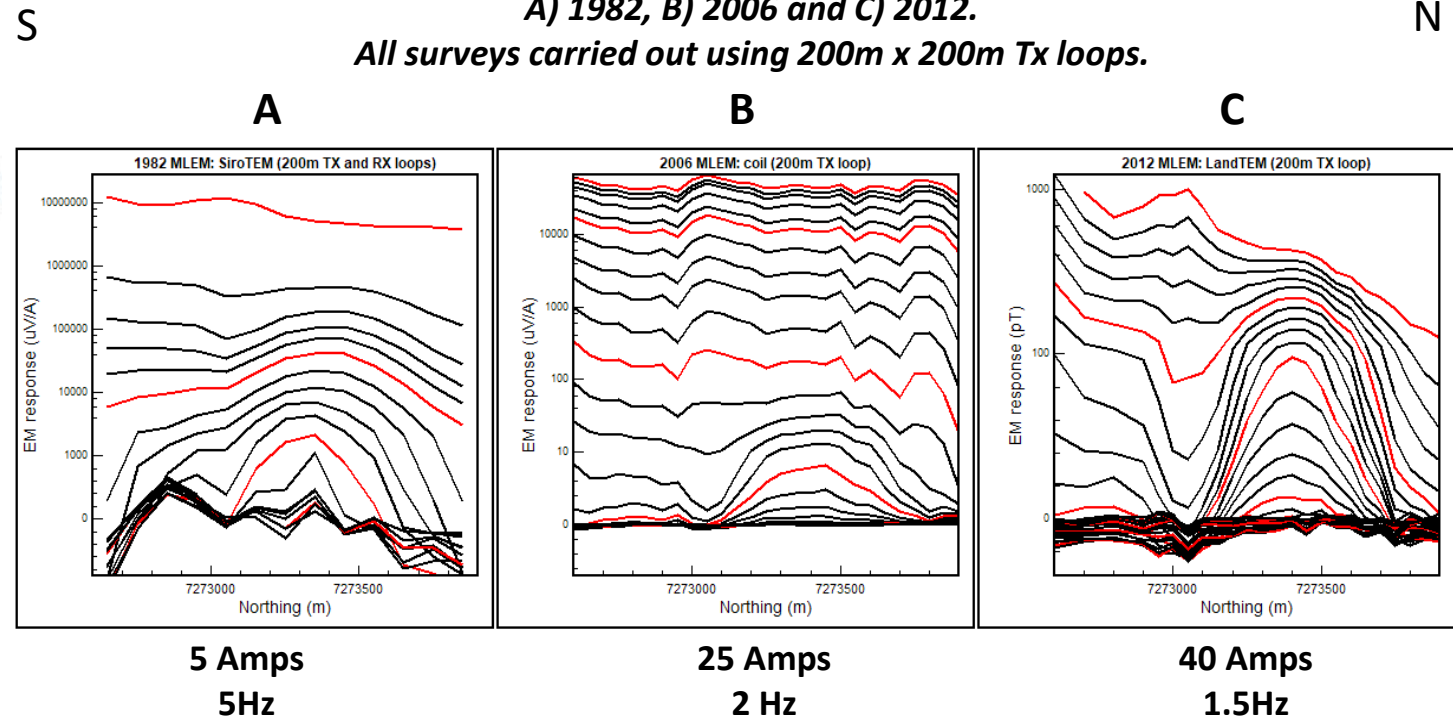 A) 1982, B) 2006 and C) 2012.
S
N
All surveys carried out using 200m x 200m Tx loops.
A
B
C
1982 MLEM: SiroTEM (200m TX and RX loops)
EM response (uV/A)
10000000
1000000
100000
10000
1000
0
7273000
7273500
Northing (m)
2006 MLEM: coil (200m TX loop)
EM response (uV/A)
10000
1000
100
10
0
7273000
7273500
Northing (m)
2012 MLEM: LandTEM (200m TX loop)
EM response (pT)
1000
100
0
7273000
7273500
Northing (m)
5 Amps
25 Amps
40 Amps
5Hz
2 Hz
1.5Hz